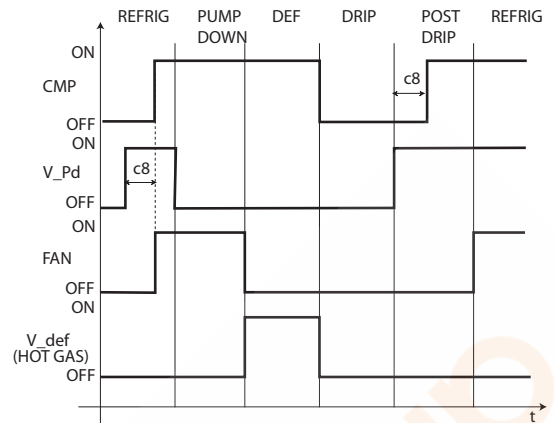 REFRIG PUMP DOWN DEF DRIP POST DRIP REFRIG
ON
CMP
c8
OFF
ON
V_Pd
c8
OFF
ON
FAN
OFF
ON
V_def
(HOT GAS)
OFF
t